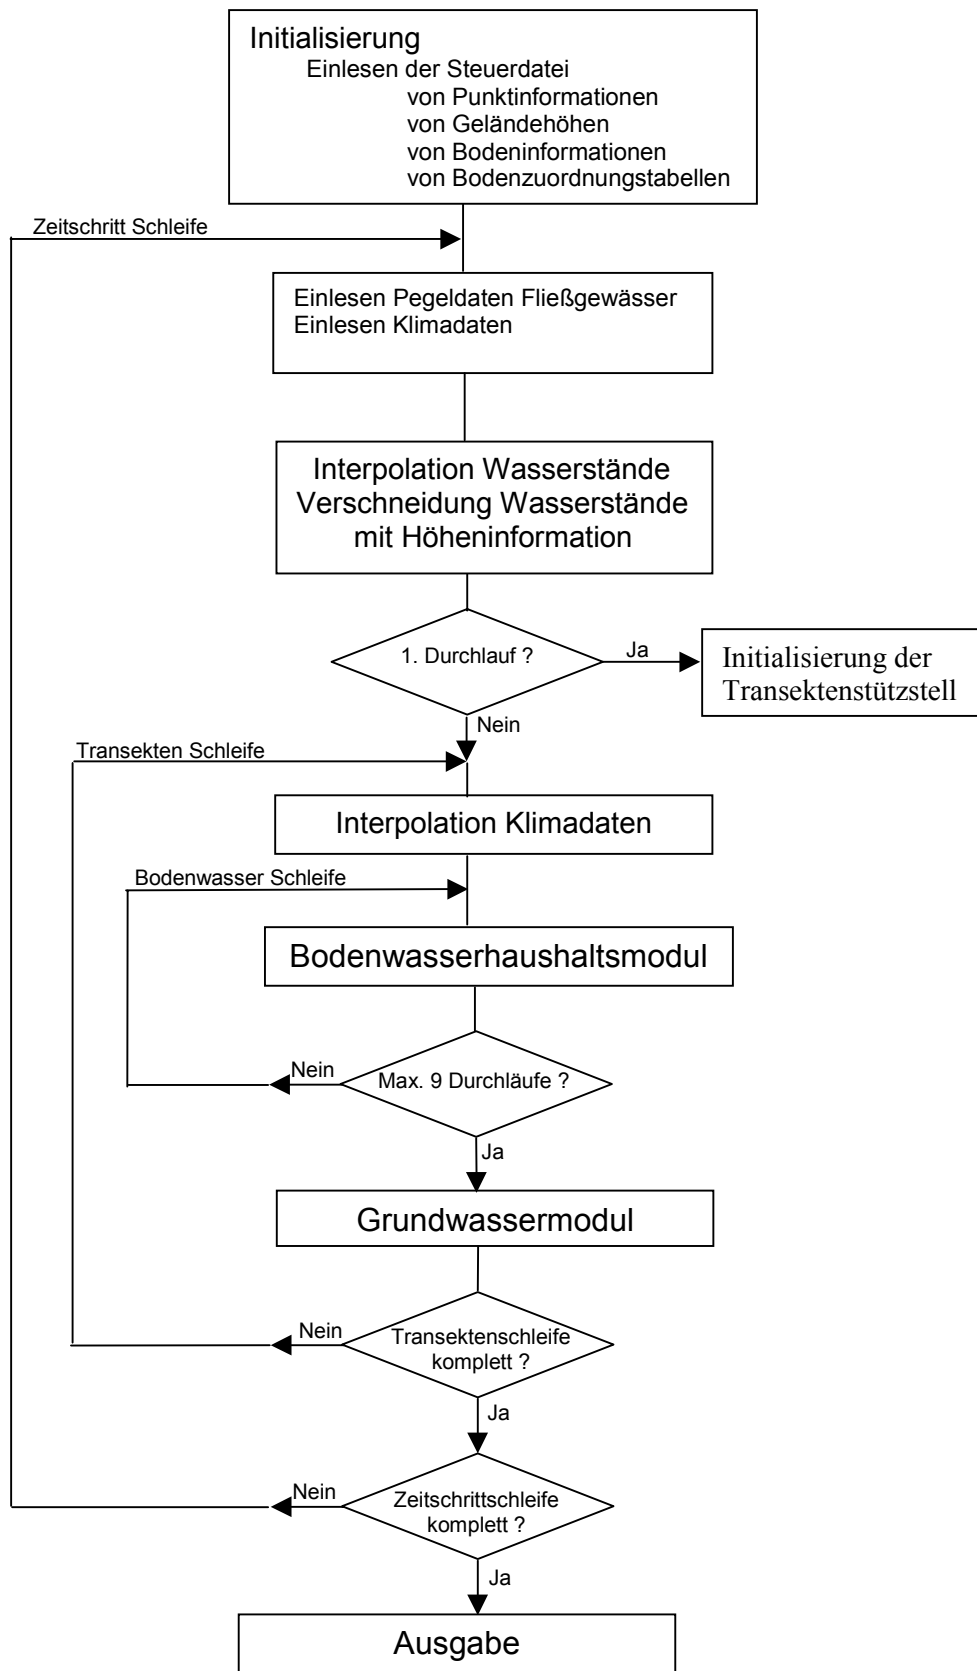 Initialisierung
Einlesen der Steuerdatei
von Punktinformationen
von Geländehöhen
von Bodeninformationen
von Bodenzuordnungstabellen
Zeitschritt Schleife
Einlesen Pegeldaten Fließgewässer
Einlesen Klimadaten
Interpolation Wasserstände
Verschneidung Wasserstände
mit Höheninformation
1. Durchlauf ?
Ja
Initialisierung der
Transektenstützstell
Nein
Transekten Schleife
Interpolation Klimadaten
Bodenwasser Schleife
Bodenwasserhaushaltsmodul
Nein
Max. 9 Durchläufe ?
Ja
Grundwassermodul
Nein
Transektenschleife
komplett ?
Ja
Nein
Zeitschrittschleife
komplett ?
Ja
Ausgabe